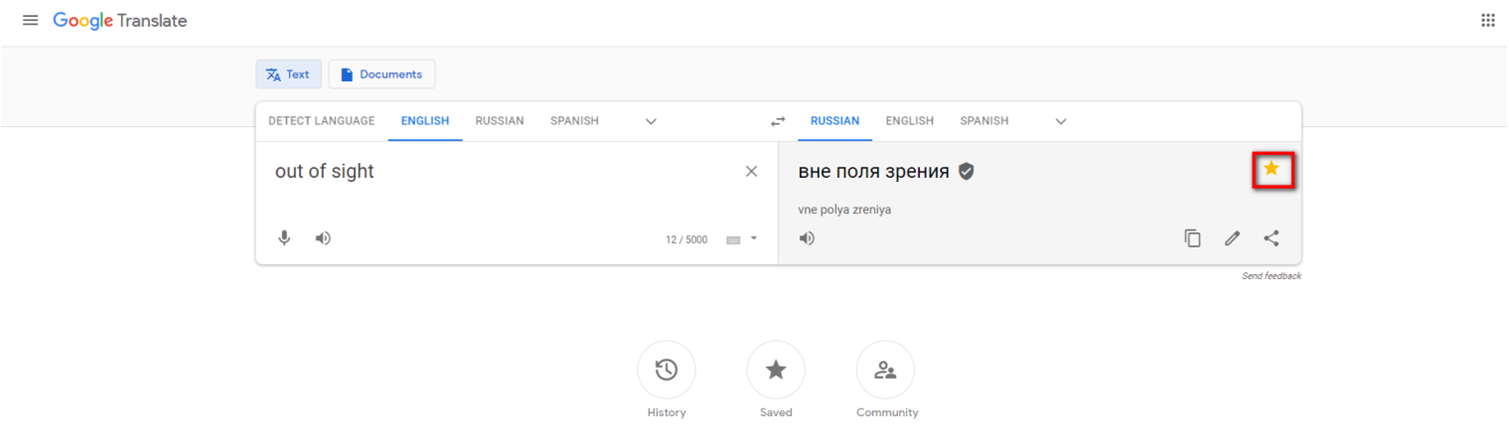 Google Translate
Text Documents
DETECT LANGUAGE ENGLISH RUSSIAN SPANISH RUSSIAN ENGLISH SPANISH
out of sight вне поля зрения
vne polya zreniya
12 / 5000
Send feedback
History Saved Community